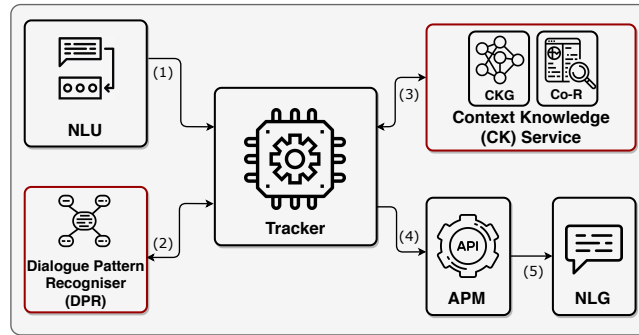 NLU
(1)
Dialogue Pattern
Recogniser
(DPR)
(2)
Tracker
(3)
CKG
Co-R
Context Knowledge
(CK) Service
(4)
API
APM
(5)
NLG